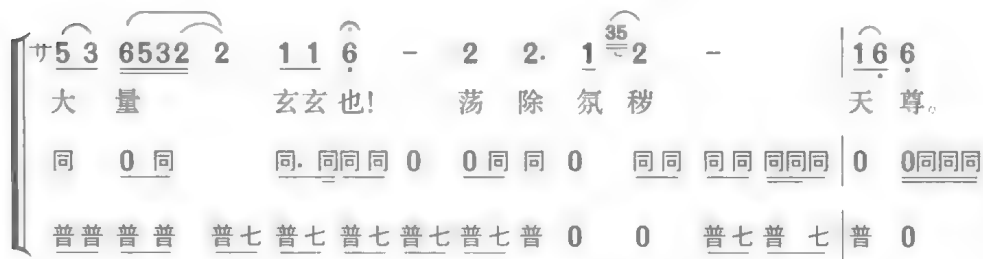 サ 5 3 6532 2 1 1 6 - 2 2. 1 35 2 - 16 6
大 量 玄玄也! 荡 除 氛 秽 天 尊。
同 0 同 同. 同同同 0 0 同 同 0 同 同 同同 同同同 0 0同同同
普普 普 普 普七 普七 普七 普七 普七 普 0 0 普七 普 七 普 0